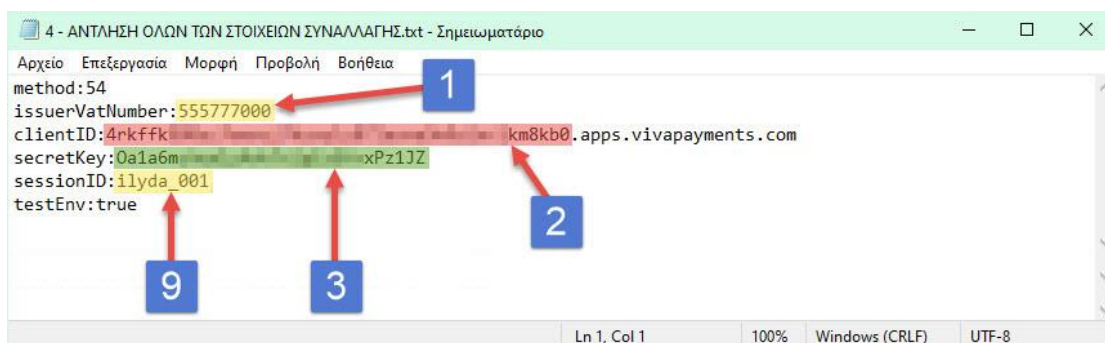 4 - ΑΝΤΛΗΣΗ ΟΛΩΝ ΤΩΝ ΣΤΟΙΧΕΙΩΝ ΣΥΝΑΛΛΑΓΗΣ.txt - Σημειωματάριο
Αρχείο Επεξεργασία Μορφή Προβολή Βοήθεια
method:54
1
issuerVatNumber:555777000
clientID:4rkffk km8kb0.apps.vivapayments.com
secretKey:Oa1a6m xPz1JZ
sessionID:ilyda_001
testEnv:true
2
9 3
Ln 1, Col 1 100% Windows (CRLF) UTF-8